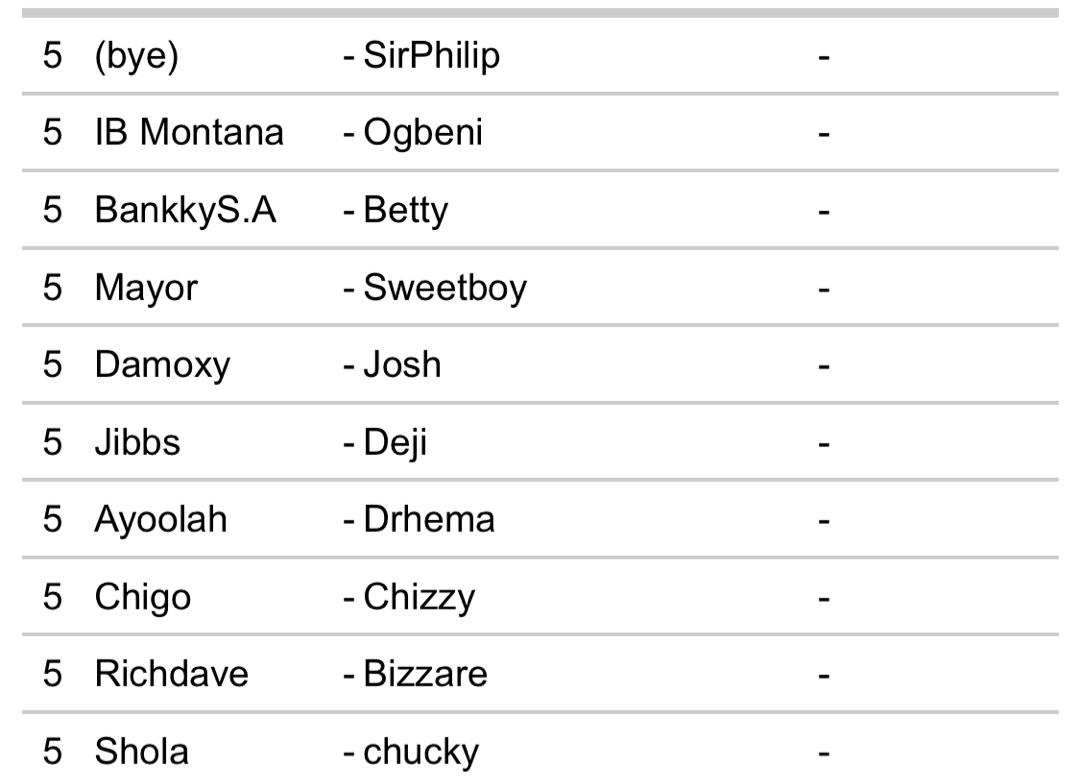 5 (bye) - SirPhilip -
5 IB Montana - Ogbeni -
5 BankkyS.A - Betty -
5 Mayor - Sweetboy -
5 Damoxy - Josh -
5 Jibbs - Deji -
5 Ayoolah - Drhema -
5 Chigo - Chizzy -
5 Richdave - Bizzare -
5 Shola - chucky -